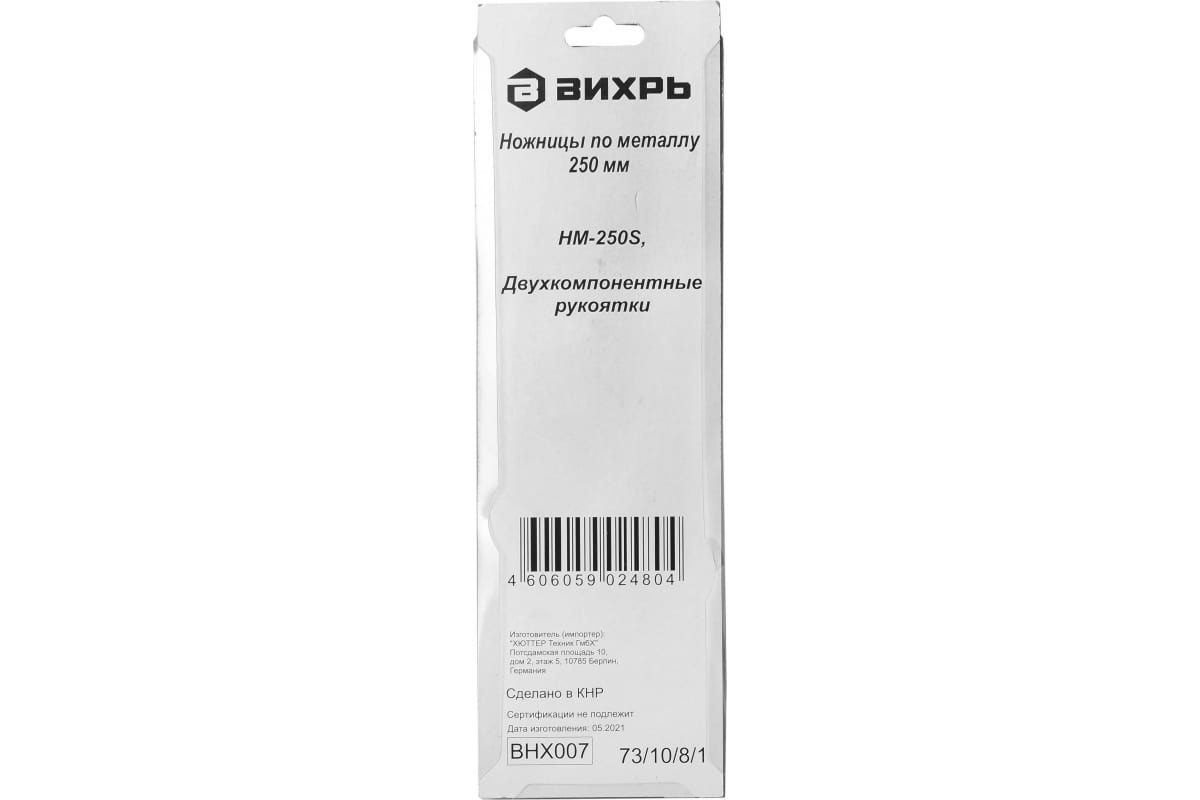 ВИХРЬ
Ножницы по металлу
250 мм
НМ-250S,
Двухкомпонентные
рукоятки
4 606059 024804
Изготовитель (импортер):
"ХЮТТЕР Техник ГмбХ"
Потсдамская площадь 10,
дом 2, этаж 5, 10785 Берлин,
Германия
Сделано в КНР
Сертификации не подлежит
Дата изготовления: 05.2021
BHX007 73/10/8/1